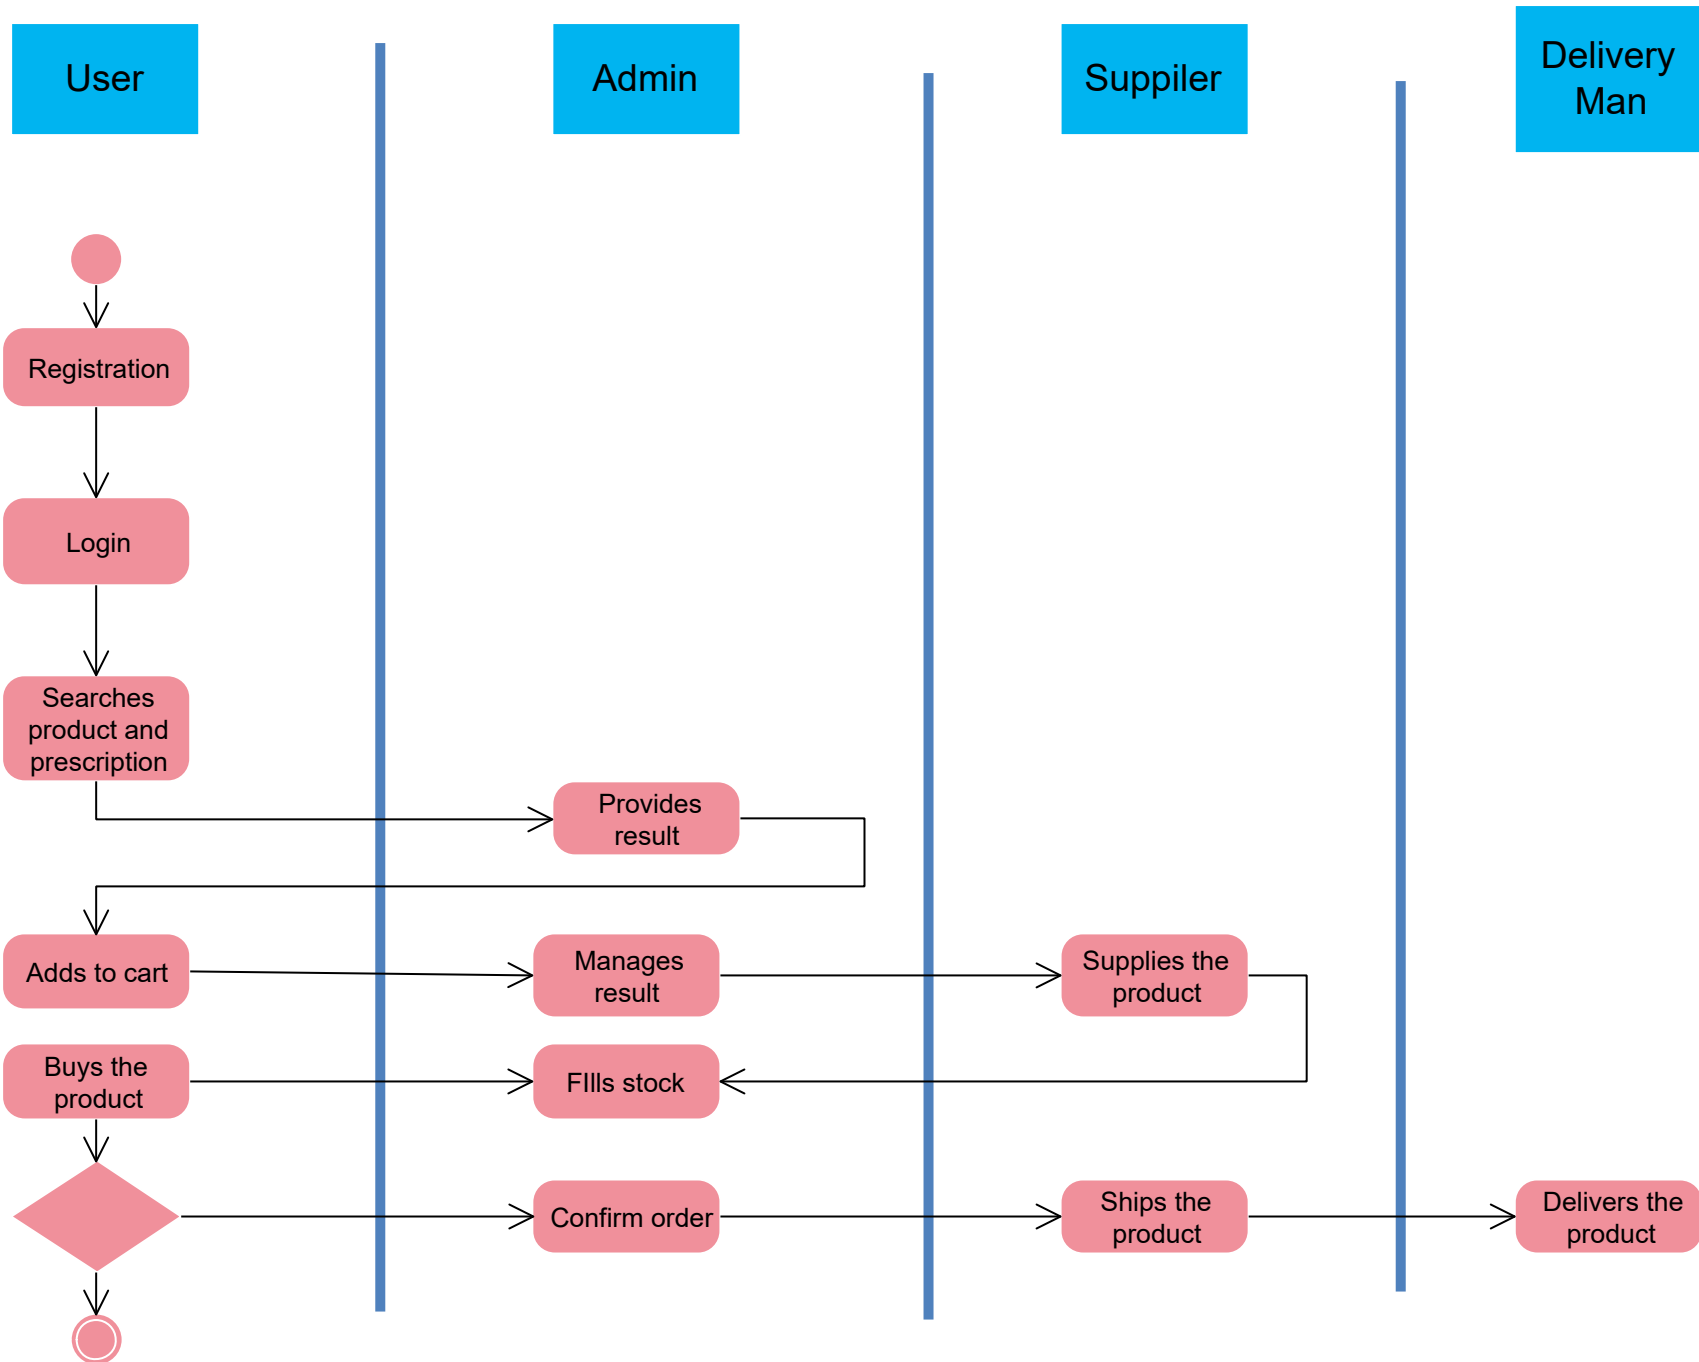 User
Admin
Suppiler
Delivery
Man
Registration
Login
Searches
product and
prescription
Provides
result
Adds to cart
Manages
result
Supplies the
product
Buys the
product
FIlls stock
Confirm order
Ships the
product
Delivers the
product